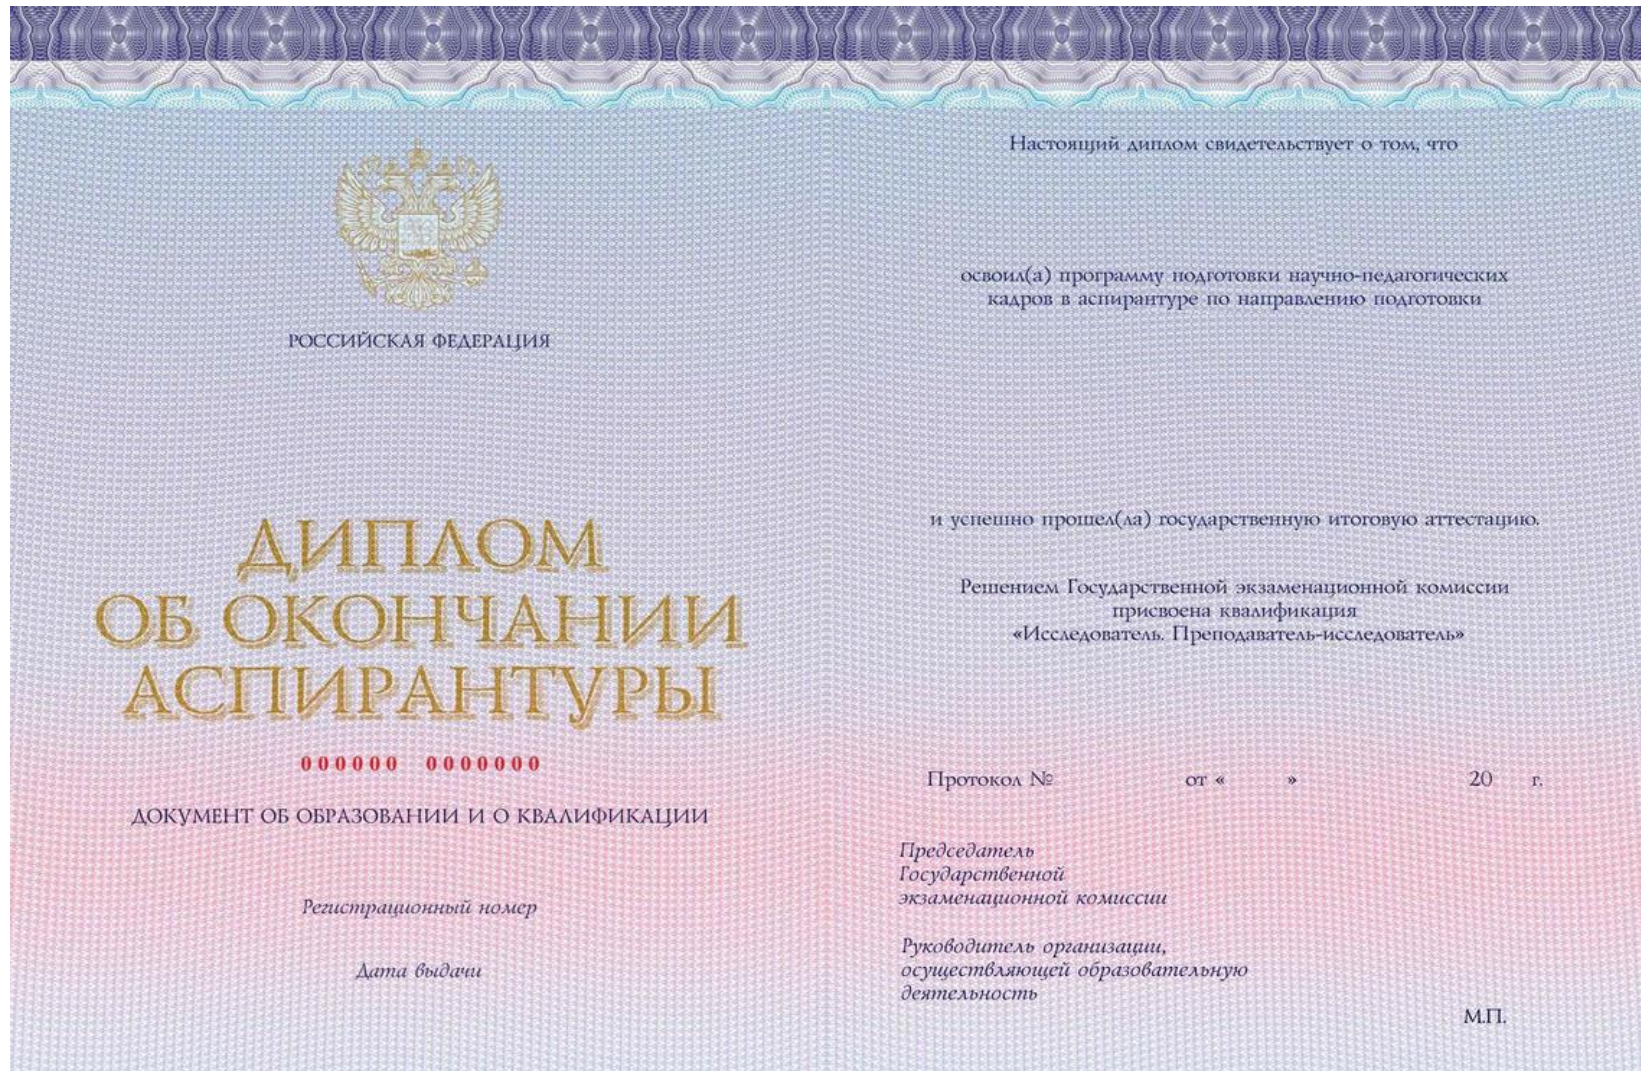 РОССИЙСКАЯ ФЕДЕРАЦИЯ
ДИПЛОМ
ОБ ОКОНЧАНИИ
АСПИРАНТУРЫ
000000 0000000
ДОКУМЕНТ ОБ ОБРАЗОВАНИИ И О КВАЛИФИКАЦИИ
Регистрационный номер
Дата выдачи
Настоящий диплом свидетельствует о том, что
освоил(а) программу подготовки научно-педагогических
кадров в аспирантуре по направлению подготовки
и успешно прошел(ла) государственную итоговую аттестацию.
Решением Государственной экзаменационной комиссии
присвоена квалификация
«Исследователь. Преподаватель-исследователь»
Протокол № от « » 20 г.
Председатель
Государственной
экзаменационной комиссии
Руководитель организации,
осуществляющей образовательную
деятельность
М.П.